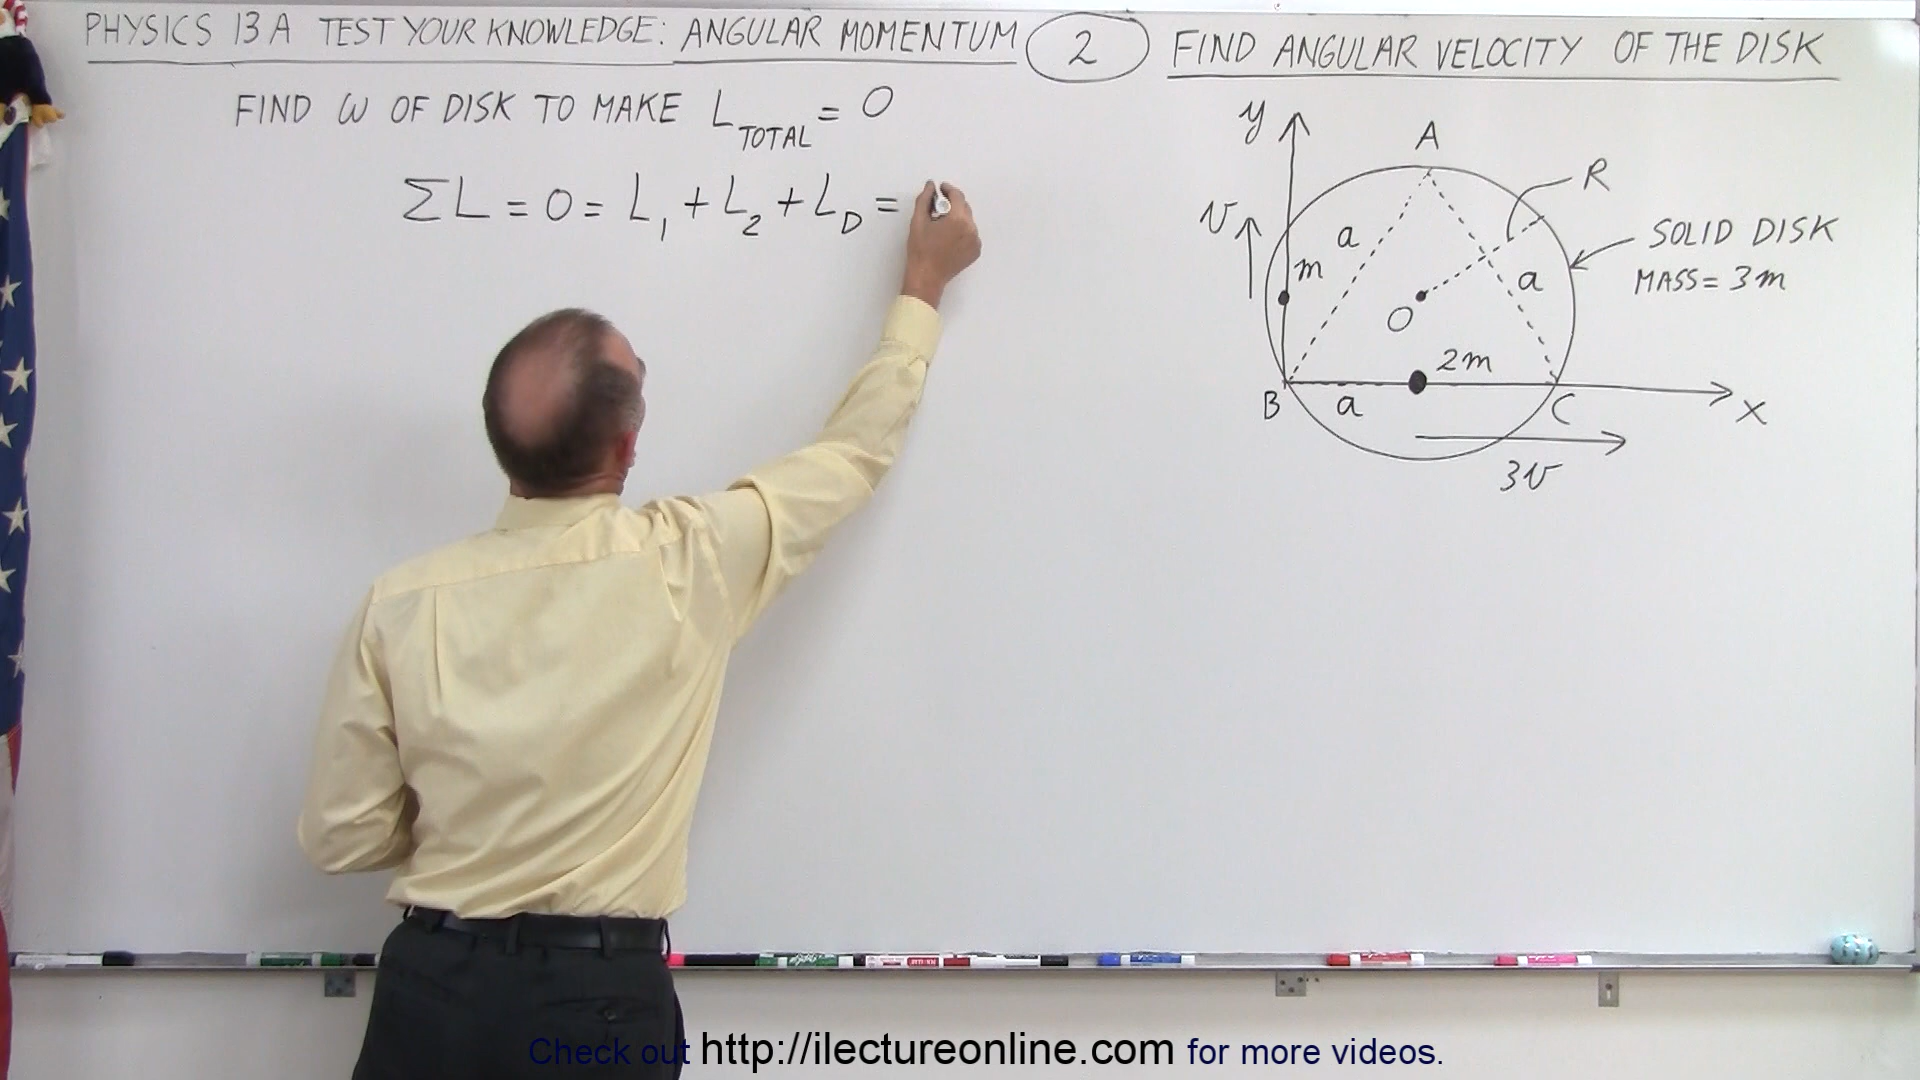 PHYSICS 13A TEST YOUR KNOWLEDGE: ANGULAR MOMENTUM 2 FIND ANGULAR VELOCITY OF THE DISK
FIND ω OF DISK TO MAKE L_TOTAL = 0
ΣL = 0 = L₁ + L₂ + L_D =
y
A
R
v
a
m
a
SOLID DISK
MASS = 3m
O
2m
B
a
C
x
3v
Check out http://ilectureonline.com for more videos.